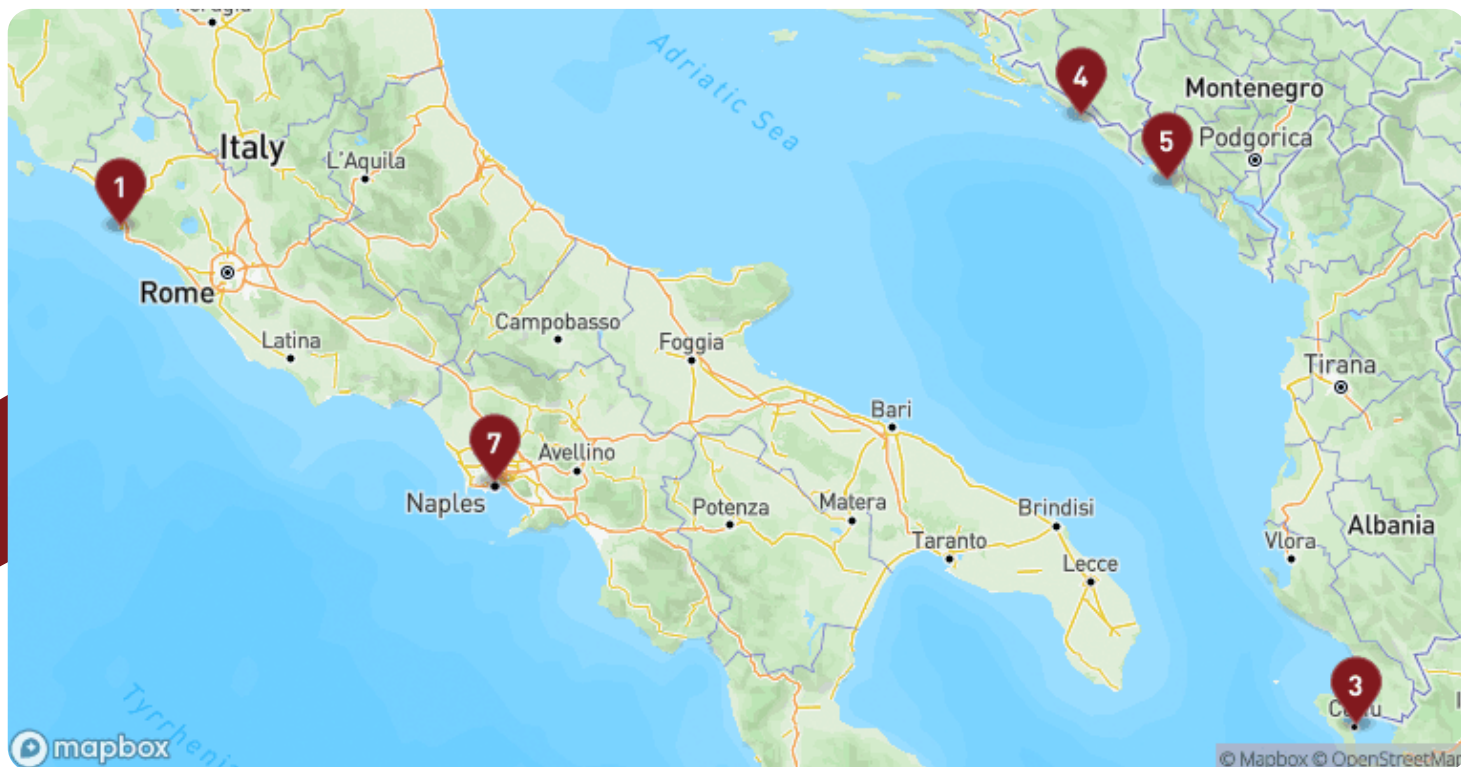 Adriatic Sea
4
Montenegro
Italy
5
Podgorica
L'Aquila
1
Rome
Campobasso
Latina
Foggia
Tirana
Bari
7
Avellino
Naples
Potenza
Matera
Brindisi
Taranto
Albania
Vlora
Lecce
3
mapbox
© Mapbox © OpenStreetMap